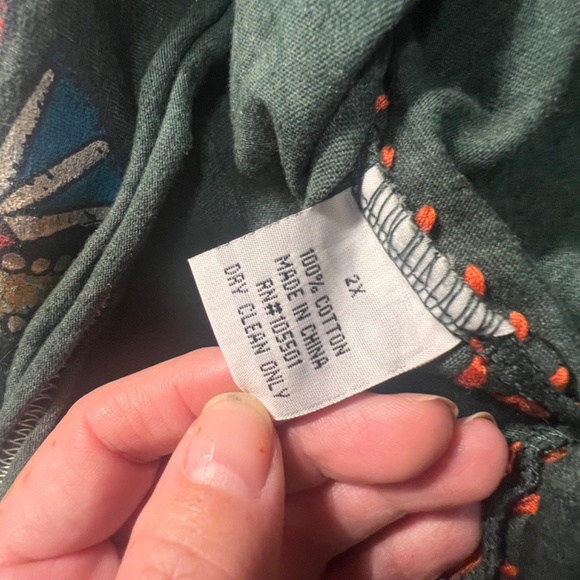 2X
100% COTTON
MADE IN CHINA
RN#105501
DRY CLEAN ONLY